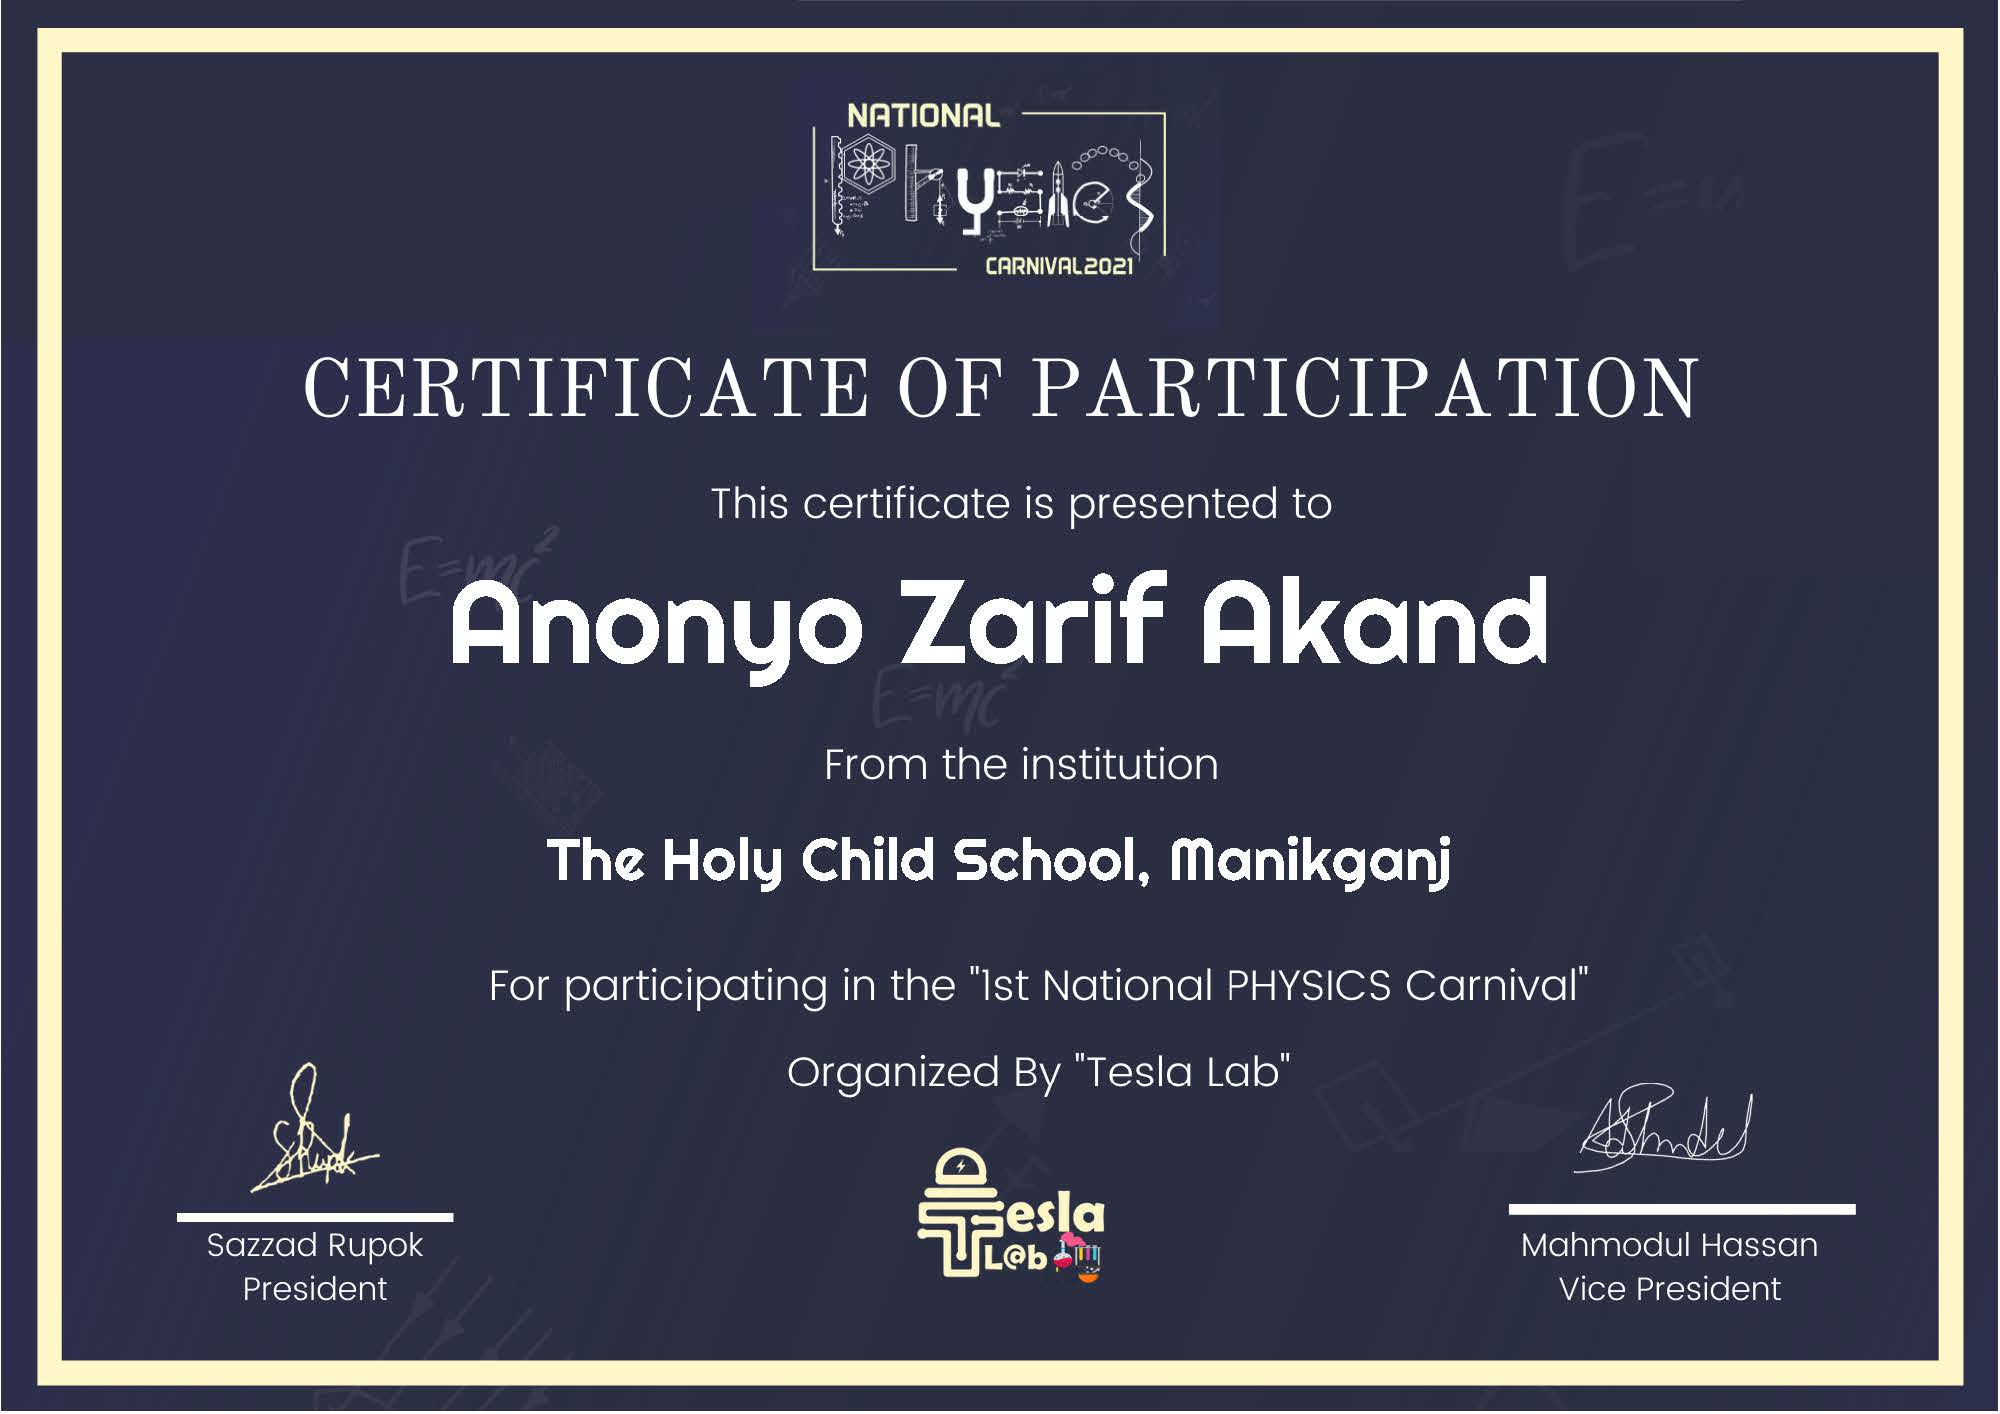 NATIONAL
Physics
CARNIVAL2021
E=m
CERTIFICATE OF PARTICIPATION
This certificate is presented to
E=mc²
Anonyo Zarif Akand
E=mc²
From the institution
The Holy Child School, Manikganj
For participating in the "1st National PHYSICS Carnival"
Organized By "Tesla Lab"
Tesla
L@b
Sazzad Rupok
President
Mahmodul Hassan
Vice President